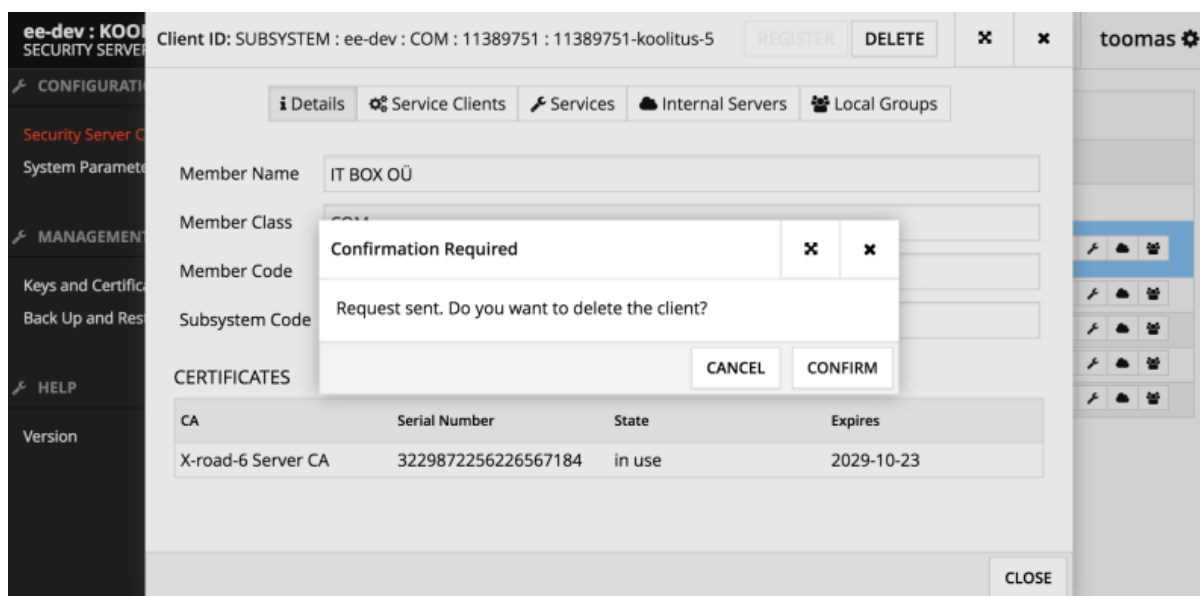 ee-dev : KOOL
SECURITY SERVER
Client ID: SUBSYSTEM : ee-dev : COM : 11389751 : 11389751-koolitus-5
REGISTER
DELETE
toomas
CONFIGURATI
Details
Service Clients
Services
Internal Servers
Local Groups
Security Server C
System Paramete
Member Name
IT BOX OÜ
Member Class
MANAGEMENT
Confirmation Required
Member Code
Keys and Certifica
Request sent. Do you want to delete the client?
Back Up and Rest
Subsystem Code
CANCEL
CONFIRM
CERTIFICATES
HELP
CA
Serial Number
State
Expires
Version
X-road-6 Server CA
3229872256226567184
in use
2029-10-23
CLOSE